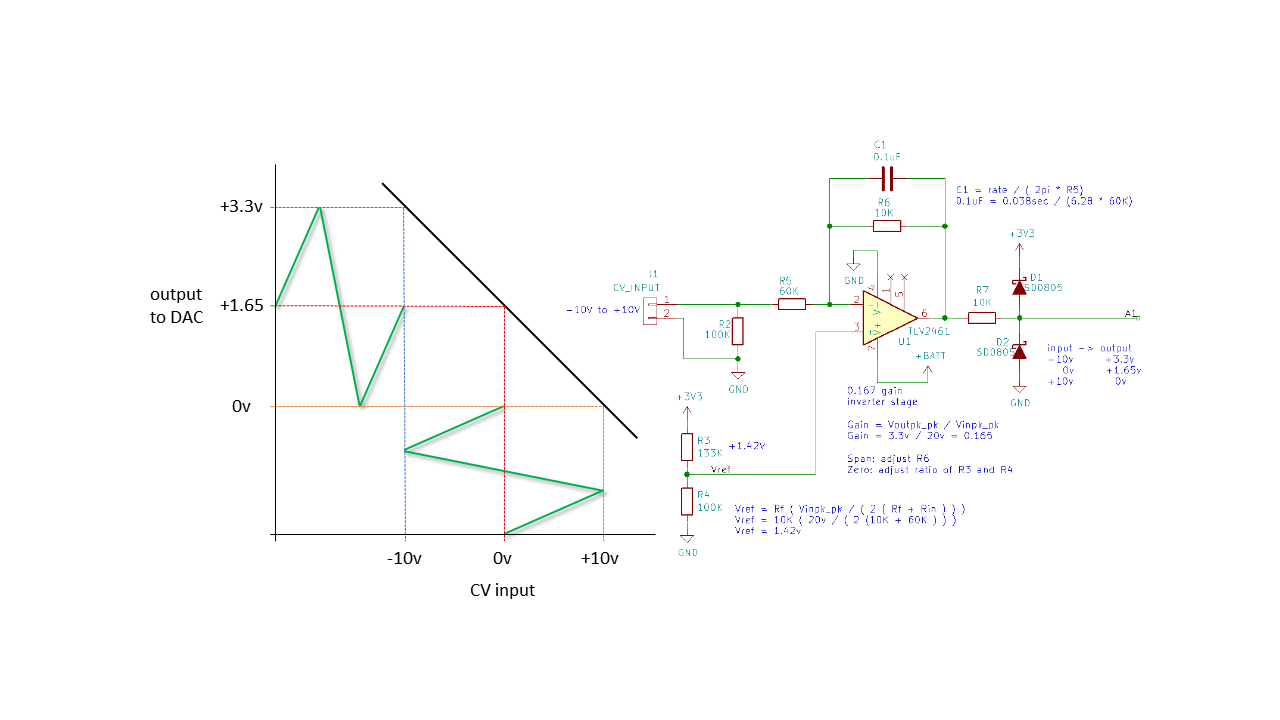 +3.3v
+1.65
output
to DAC
0v
-10v
0v
+10v
CV input
C1
0.1uF
C1 = rate / ( 2pi * R5)
0.1uF = 0.038sec / (6.28 * 60K)
R6
10K
+3V3
J1
CV_INPUT
-10V to +10V
1
2
R5
60K
GND
4
1
5
2
3
V-
V+
6
7
TLV2461
U1
+BATT
R7
10K
D1
SD0805
A1
R2
100K
GND
D2
SD0805
GND
input -> output
-10v +3.3v
0v +1.65v
+10v 0v
0.167 gain
inverter stage
Gain = Voutpk_pk / Vinpk_pk
Gain = 3.3v / 20v = 0.165
Span: adjust R6
Zero: adjust ratio of R3 and R4
+3V3
R3
133K
+1.42V
Vref
R4
100K
GND
Vref = Rf ( Vinpk_pk / ( 2 ( Rf + Rin ) ) )
Vref = 10K ( 20v / ( 2 (10K + 60K ) ) )
Vref = 1.42v